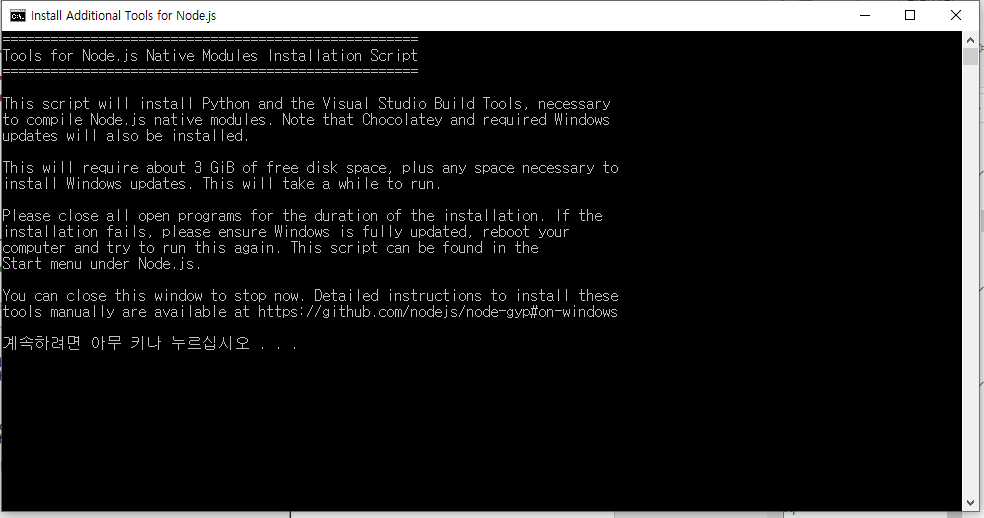 Install Additional Tools for Node.js
====================================================
Tools for Node.js Native Modules Installation Script
====================================================
This script will install Python and the Visual Studio Build Tools, necessary
to compile Node.js native modules. Note that Chocolatey and required Windows
updates will also be installed.
This will require about 3 GiB of free disk space, plus any space necessary to
install Windows updates. This will take a while to run.
Please close all open programs for the duration of the installation. If the
installation fails, please ensure Windows is fully updated, reboot your
computer and try to run this again. This script can be found in the
Start menu under Node.js.
You can close this window to stop now. Detailed instructions to install these
tools manually are available at https://github.com/nodejs/node-gyp#on-windows
계속하려면 아무 키나 누르십시오 . . .